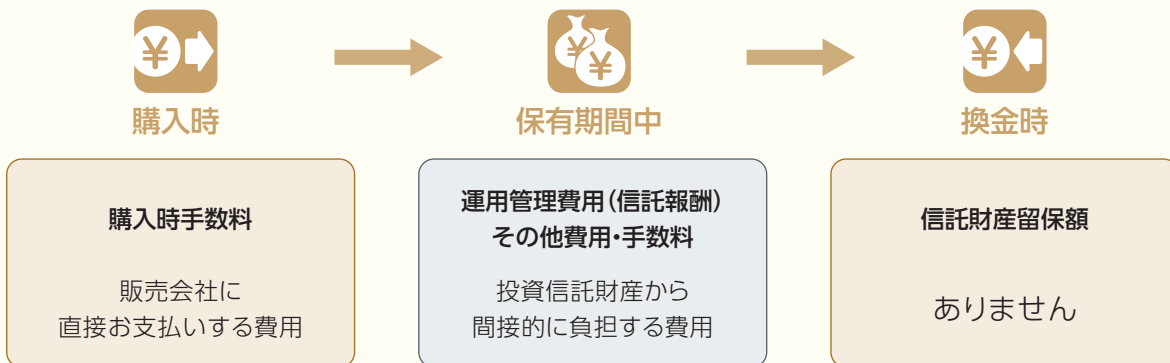 ¥
¥
¥
¥
購入時
保有期間中
換金時
購入時手数料
販売会社に
直接お支払いする費用
運用管理費用(信託報酬)
その他費用・手数料
投資信託財産から
間接的に負担する費用
信託財産留保額
ありません